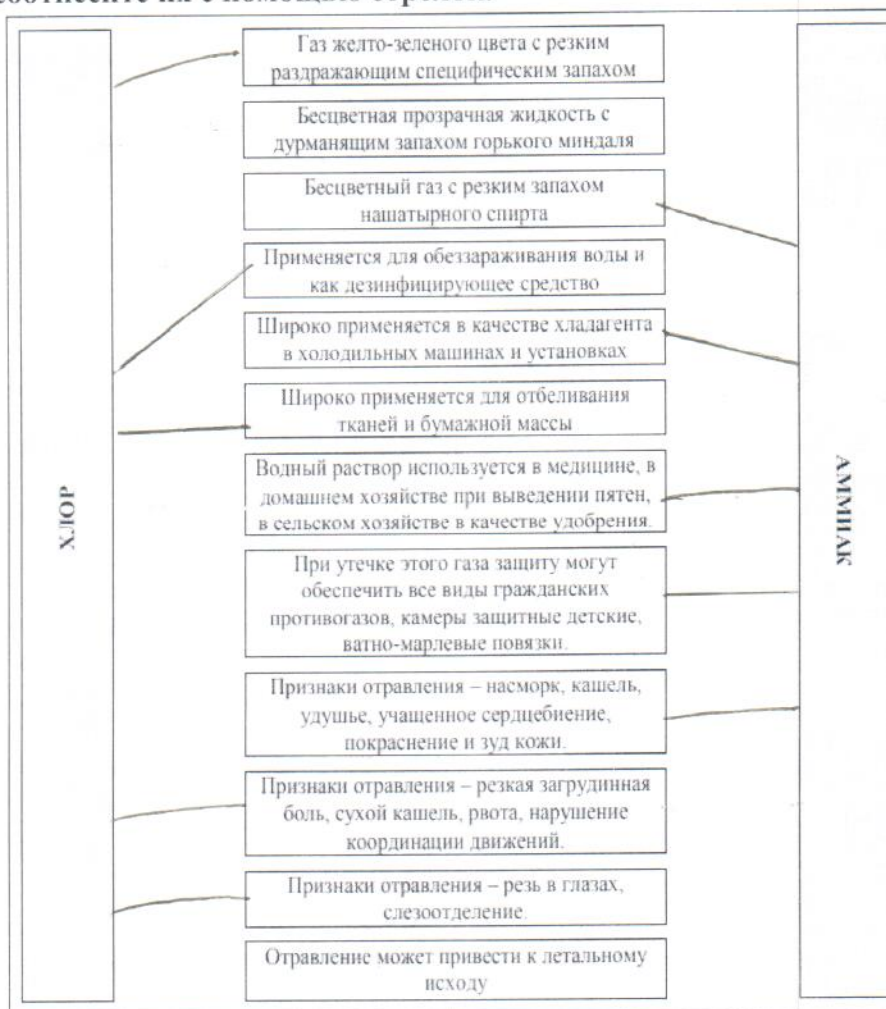 ХЛОР
Газ желто-зеленого цвета с резким
раздражающим специфическим запахом
Бесцветная прозрачная жидкость с
дурманящим запахом горького миндаля
Бесцветный газ с резким запахом
нашатырного спирта
Применяется для обеззараживания воды и
как дезинфицирующее средство
Широко применяется в качестве хладагента
в холодильных машинах и установках
Широко применяется для отбеливания
тканей и бумажной массы
Водный раствор используется в медицине, в
домашнем хозяйстве при выведении пятен,
в сельском хозяйстве в качестве удобрения.
При утечке этого газа защиту могут
обеспечить все виды гражданских
противогазов, камеры защитные детские,
ватно-марлевые повязки.
Признаки отравления – насморк, кашель,
удушье, учащенное сердцебиение,
покраснение и зуд кожи.
Признаки отравления – резкая загрудинная
боль, сухой кашель, рвота, нарушение
координации движений.
Признаки отравления – резь в глазах,
слезоотделение.
Отравление может привести к летальному
исходу
АММИАК